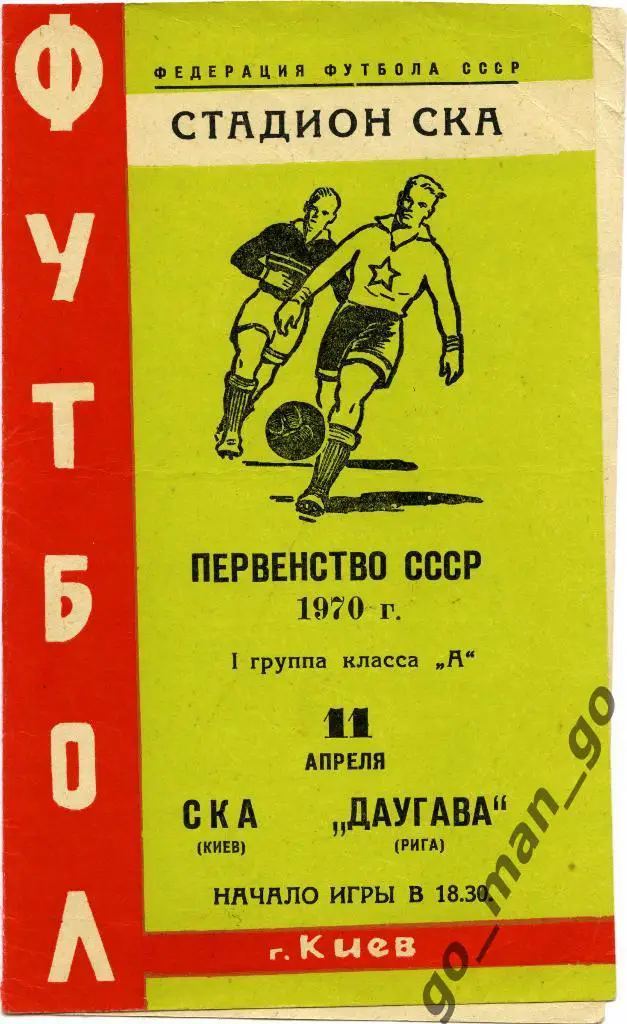 ФУТБОЛ
ФЕДЕРАЦИЯ ФУТБОЛА СССР
СТАДИОН СКА
ПЕРВЕНСТВО СССР
1970 г.
I группа класса „А“
11
АПРЕЛЯ
СКА „ДАУГАВА“
(КИЕВ) (РИГА)
НАЧАЛО ИГРЫ В 18.30.
г. Киев
go_man_go
go_man_go